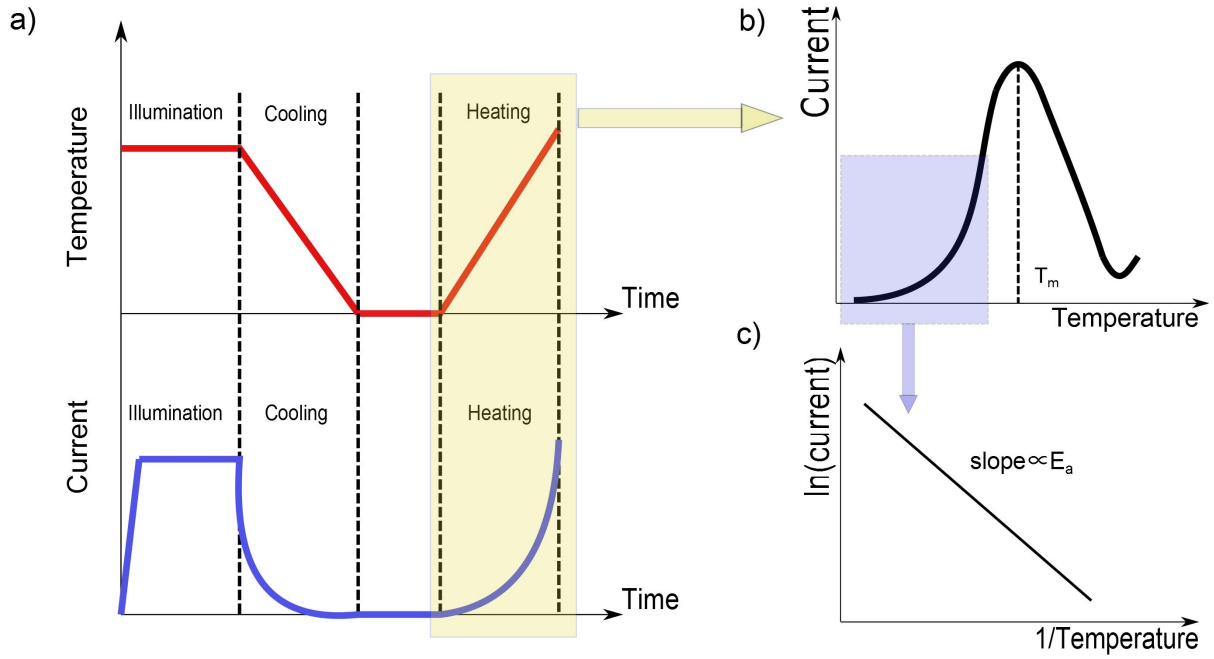 a)
Temperature
Illumination
Cooling
Heating
Time
Current
Illumination
Cooling
Heating
Time
b)
Current
Tm
Temperature
c)
ln(current)
slope∝Ea
1/Temperature